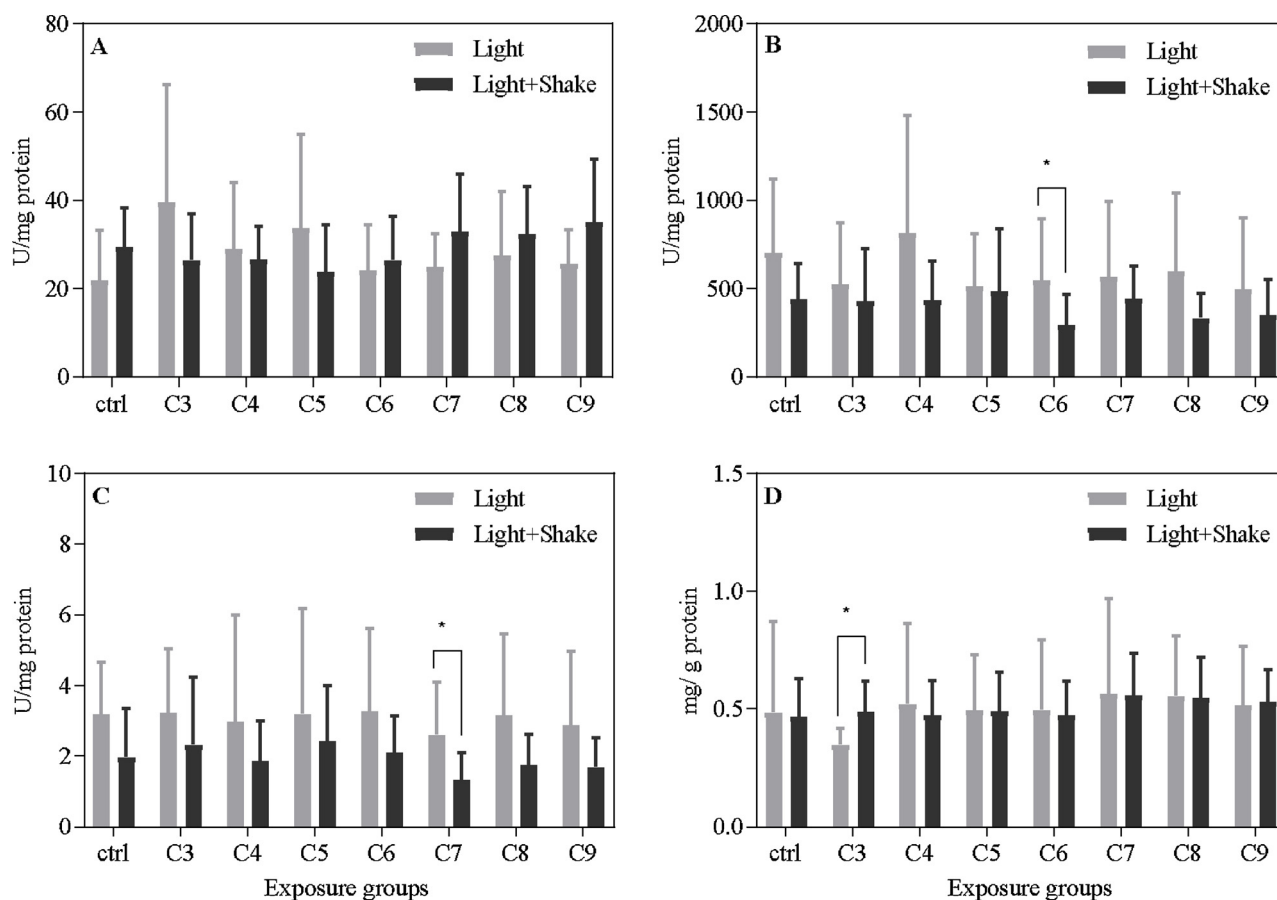 A
Light
Light+Shake
U/mg protein
80
60
40
20
0
ctrl C3 C4 C5 C6 C7 C8 C9
B
Light
Light+Shake
U/mg protein
2000
1500
1000
500
0
*
ctrl C3 C4 C5 C6 C7 C8 C9
C
Light
Light+Shake
U/mg protein
10
8
6
4
2
0
*
ctrl C3 C4 C5 C6 C7 C8 C9
Exposure groups
D
Light
Light+Shake
mg/ g protein
1.5
1.0
0.5
0.0
*
ctrl C3 C4 C5 C6 C7 C8 C9
Exposure groups